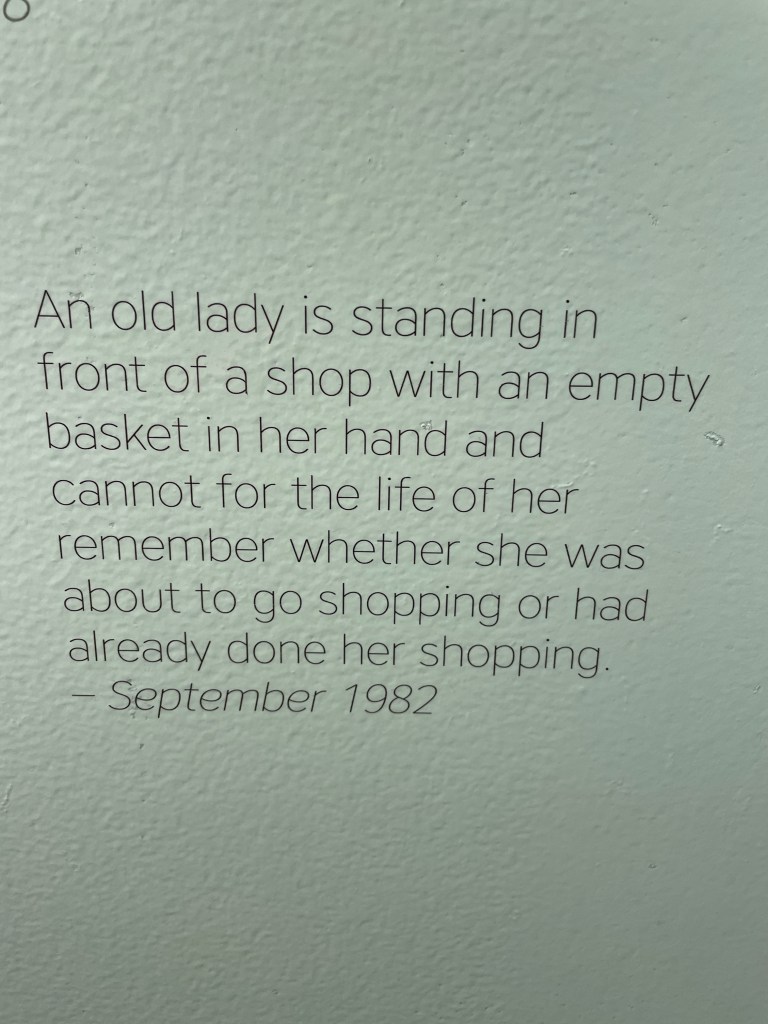 An old lady is standing in
front of a shop with an empty
basket in her hand and
cannot for the life of her
remember whether she was
about to go shopping or had
already done her shopping.
– September 1982